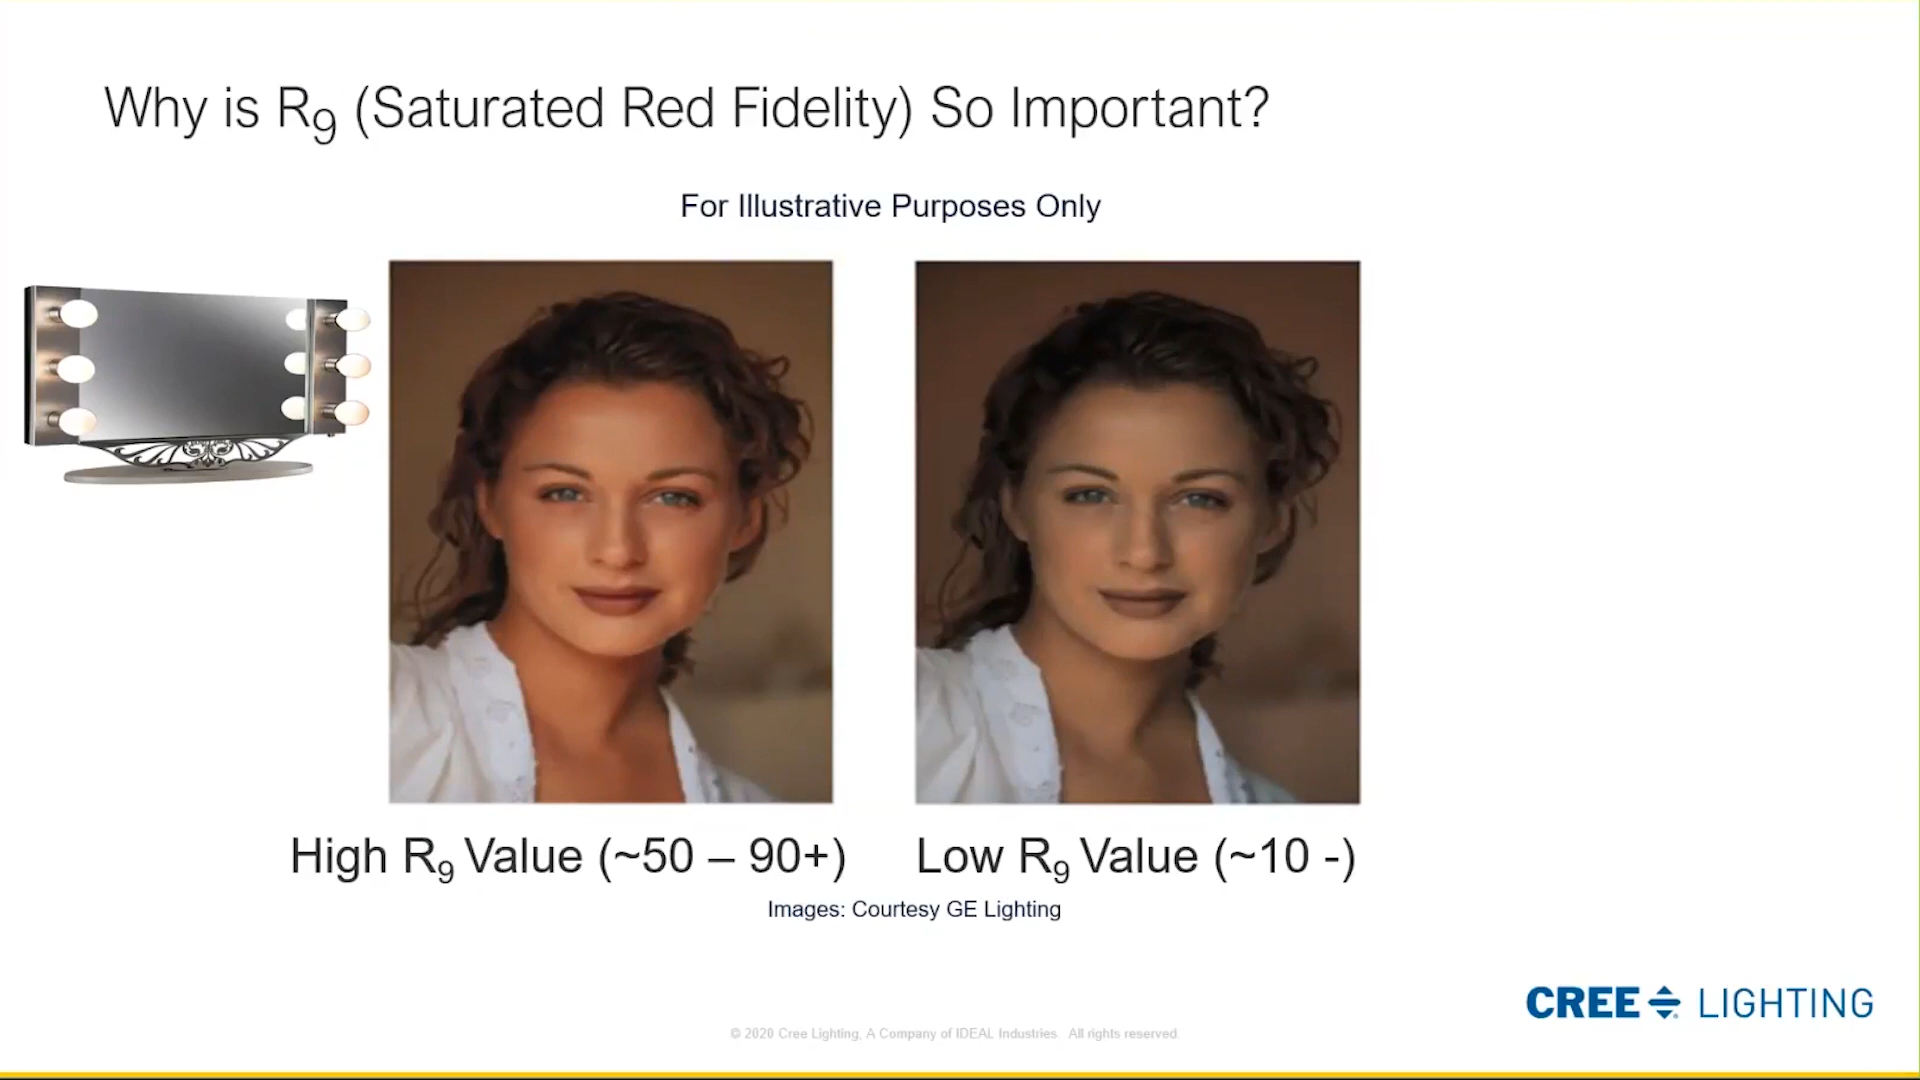 Why is R9 (Saturated Red Fidelity) So Important?
For Illustrative Purposes Only
High R9 Value (~50 – 90+)
Low R9 Value (~10 -)
Images: Courtesy GE Lighting
CREE LIGHTING
© 2020 Cree Lighting, A Company of IDEAL Industries. All rights reserved.